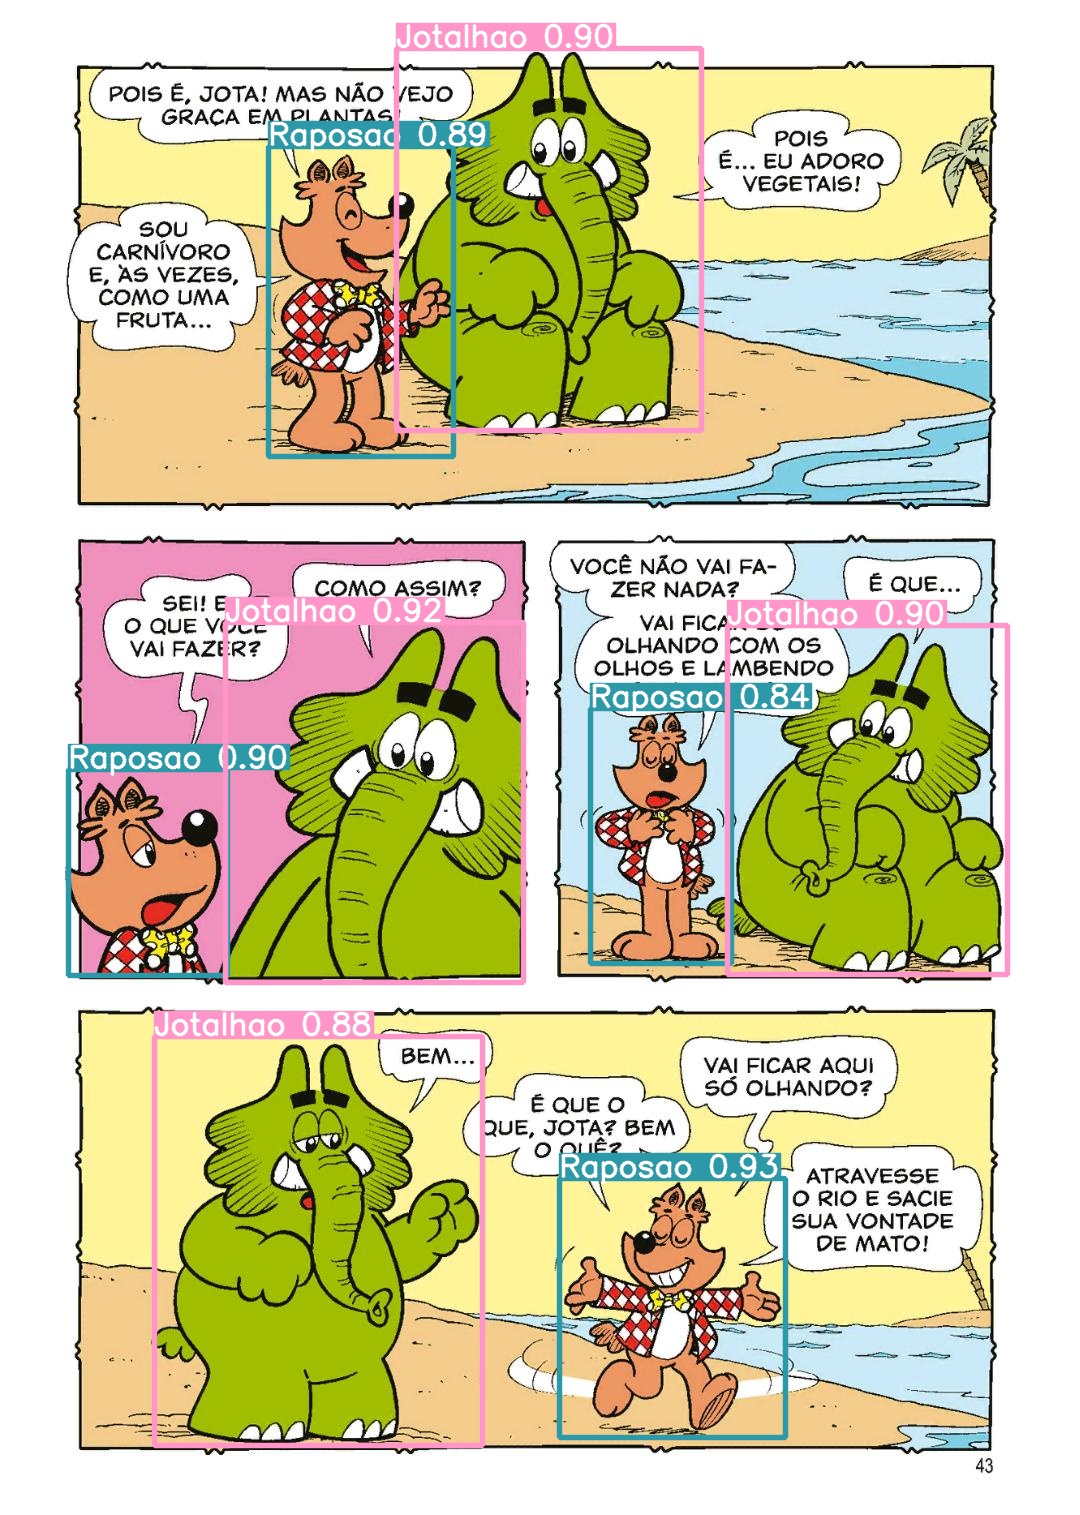 Jotalhao 0.90
POIS É, JOTA! MAS NÃO VEJO
GRAÇA EM PLANTAS!
Raposao 0.89
POIS
É... EU ADORO
VEGETAIS!
SOU
CARNÍVORO
E, ÀS VEZES,
COMO UMA
FRUTA...
COMO ASSIM?
SEI! E
O QUE VOCÊ
VAI FAZER?
Jotalhao 0.92
Raposao 0.90
VOCÊ NÃO VAI FA-
ZER NADA?
É QUE...
Jotalhao 0.90
VAI FICAR
OLHANDO COM OS
OLHOS E LAMBENDO
Raposao 0.84
Jotalhao 0.88
BEM...
É QUE O
QUE, JOTA? BEM
O QUÊ?
VAI FICAR AQUI
SÓ OLHANDO?
Raposao 0.93
ATRAVESSE
O RIO E SACIE
SUA VONTADE
DE MATO!
43